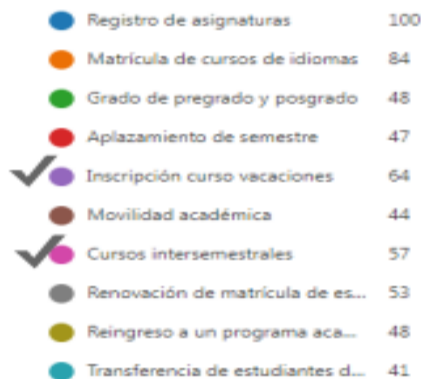 Registro de asignaturas 100
Matrícula de cursos de idiomas 84
Grado de pregrado y posgrado 48
Aplazamiento de semestre 47
Inscripción curso vacaciones 64
Movilidad académica 44
Cursos intersemestrales 57
Renovación de matrícula de es... 53
Reingreso a un programa aca... 48
Transferencia de estudiantes d... 41